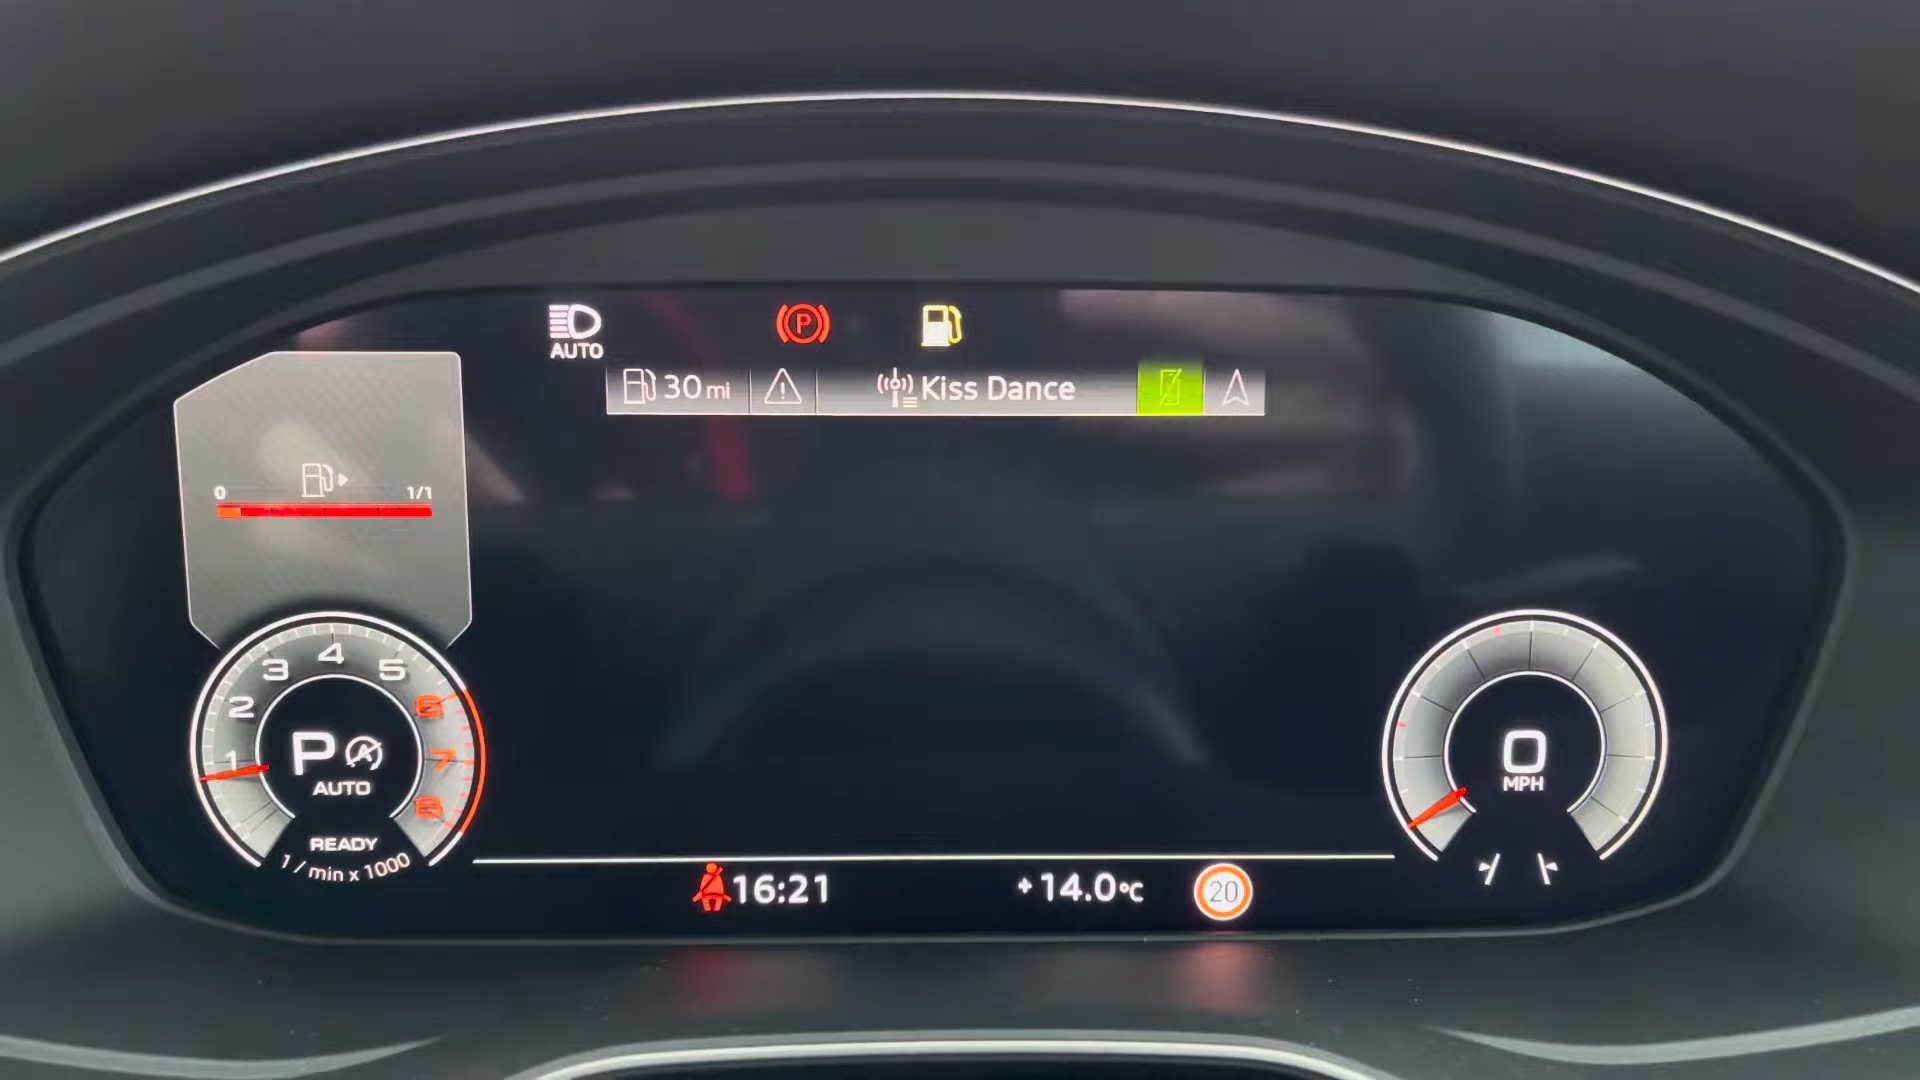 AUTO
P
30 mi
Kiss Dance
0 1/1
1 2 3 4 5 6 7 8
P A
AUTO
READY
1 / min x 1000
0
MPH
16:21
+14.0°C
20